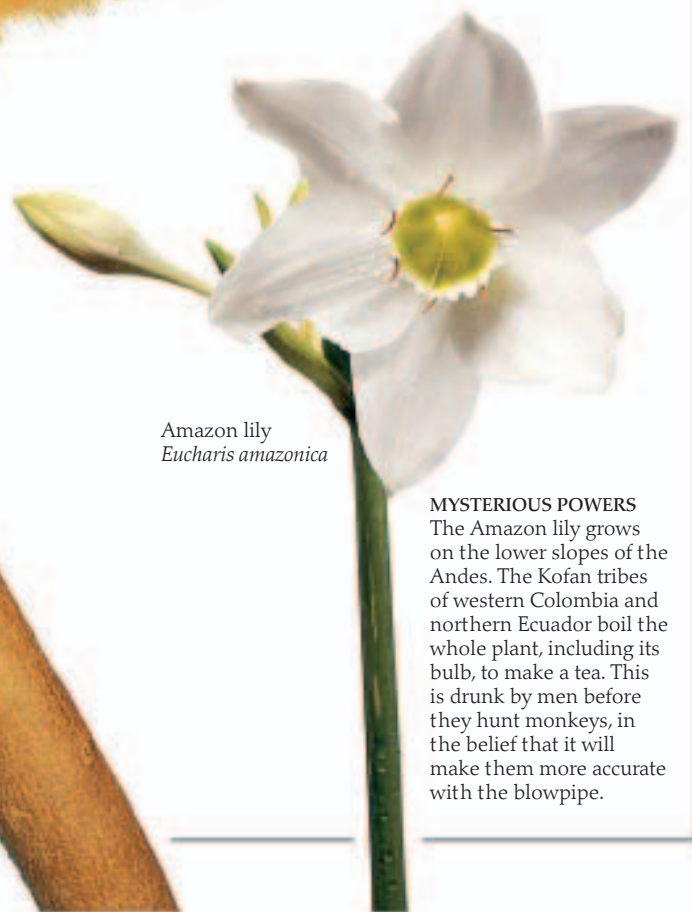 Amazon lily
Eucharis amazonica
MYSTERIOUS POWERS
The Amazon lily grows
on the lower slopes of the
Andes. The Kofan tribes
of western Colombia and
northern Ecuador boil the
whole plant, including its
bulb, to make a tea. This
is drunk by men before
they hunt monkeys, in
the belief that it will
make them more accurate
with the blowpipe.